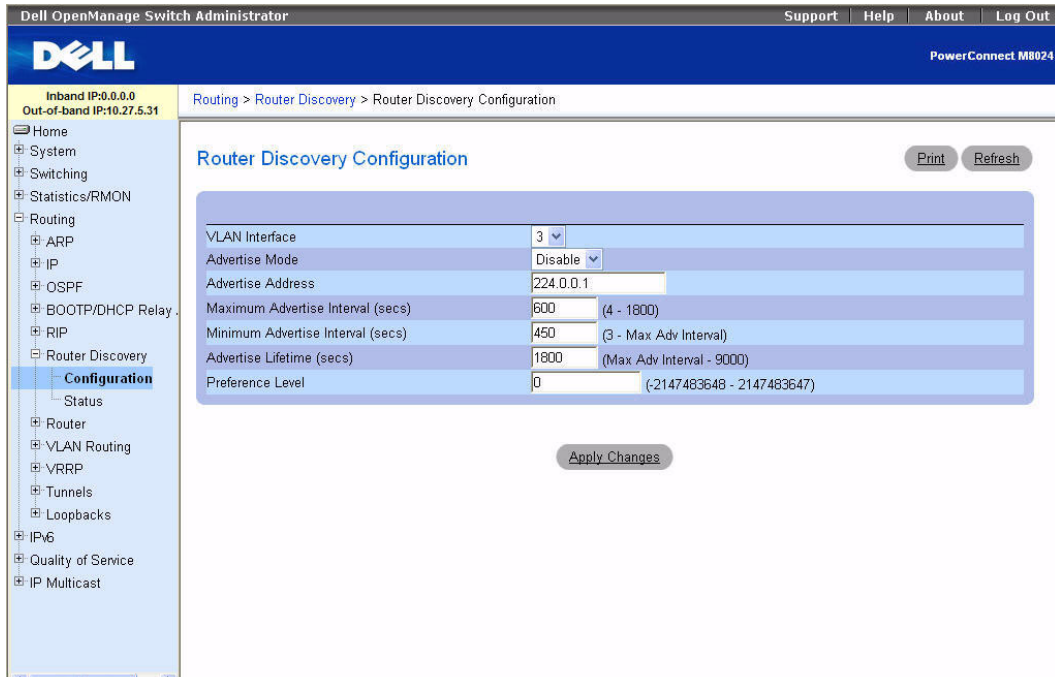 Dell OpenManage Switch Administrator Support Help About Log Out
DELL
PowerConnect M8024
Inband IP:0.0.0.0
Out-of-band IP:10.27.5.31
Routing > Router Discovery > Router Discovery Configuration
Home
System
Switching
Statistics/RMON
Routing
ARP
IP
OSPF
BOOTP/DHCP Relay .
RIP
Router Discovery
Configuration
Status
Router
VLAN Routing
VRRP
Tunnels
Loopbacks
IPv6
Quality of Service
IP Multicast
Router Discovery Configuration
Print Refresh
VLAN Interface 3
Advertise Mode Disable
Advertise Address 224.0.0.1
Maximum Advertise Interval (secs) 600 (4 - 1800)
Minimum Advertise Interval (secs) 450 (3 - Max Adv Interval)
Advertise Lifetime (secs) 1800 (Max Adv Interval - 9000)
Preference Level 0 (-2147483648 - 2147483647)
Apply Changes